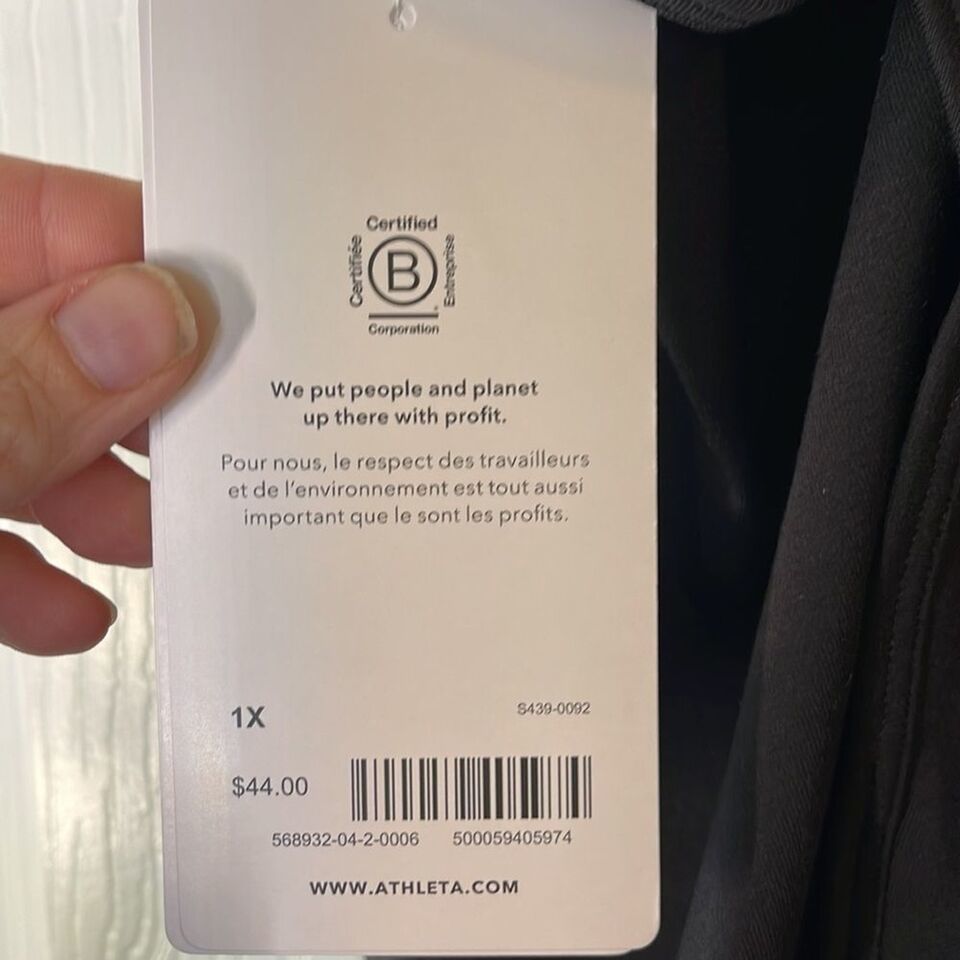 Certified
Certifiée
B
Entreprise
Corporation
We put people and planet
up there with profit.
Pour nous, le respect des travailleurs
et de l'environnement est tout aussi
important que le sont les profits.
1X
S439-0092
$44.00
568932-04-2-0006 500059405974
WWW.ATHLETA.COM